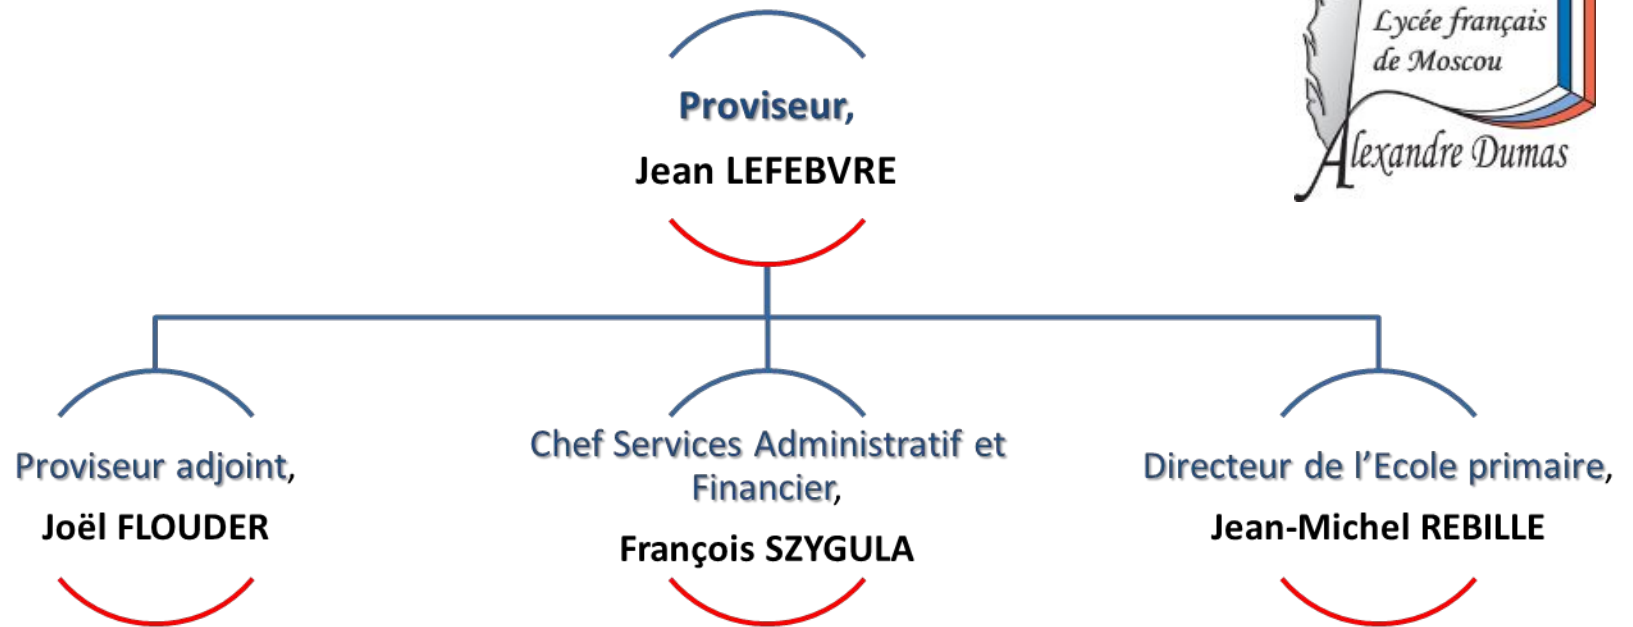 Lycée français
de Moscou
Alexandre Dumas
Proviseur,
Jean LEFEBVRE
Proviseur adjoint,
Joël FLOUDER
Chef Services Administratif et
Financier,
François SZYGULA
Directeur de l’Ecole primaire,
Jean-Michel REBILLE